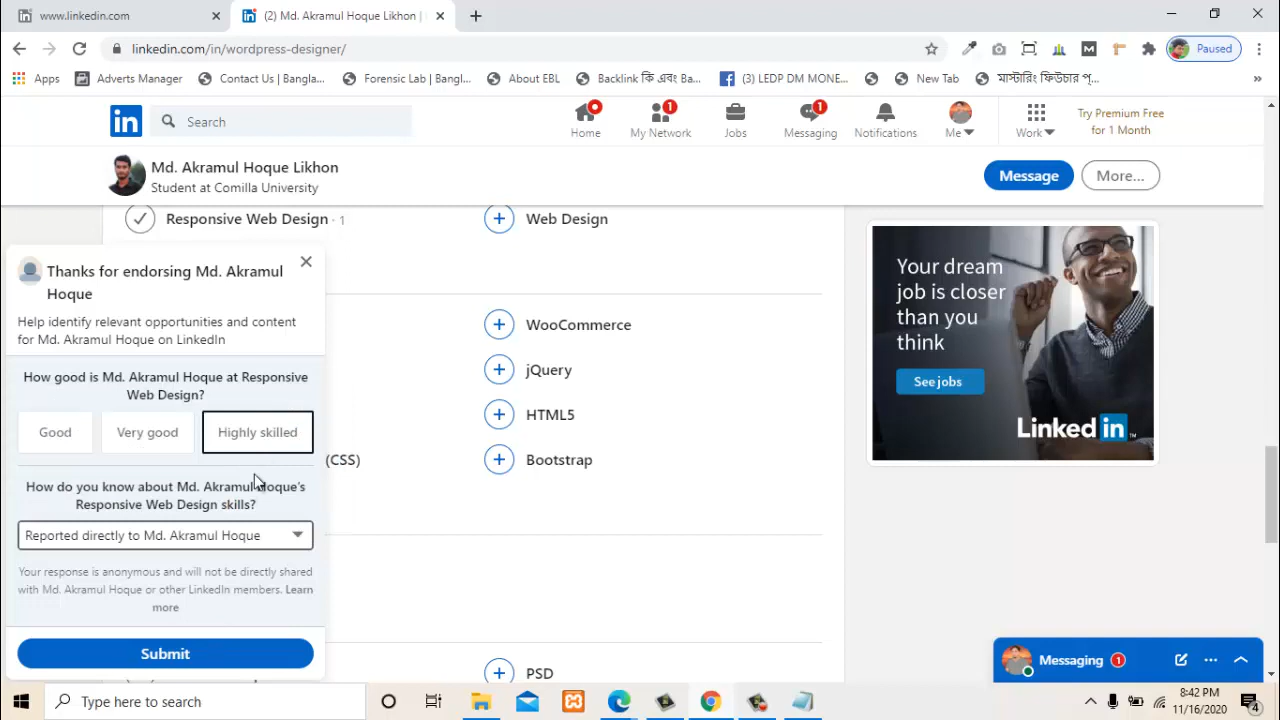 www.linkedin.com
(2) Md. Akramul Hoque Likhon |
linkedin.com/in/wordpress-designer/
Paused
Apps
Adverts Manager
Contact Us | Bangla...
Forensic Lab | Bangl...
About EBL
Backlink কি এবং Ba...
(3) LEDP DM MONE...
New Tab
মাস্টারিং ফিউচার প্...
»
in
Search
Home
1
My Network
Jobs
1
Messaging
Notifications
Me
Work
Try Premium Free
for 1 Month
Md. Akramul Hoque Likhon
Student at Comilla University
Message
More...
Responsive Web Design · 1
Web Design
Thanks for endorsing Md. Akramul
Hoque
Help identify relevant opportunities and content
for Md. Akramul Hoque on LinkedIn
How good is Md. Akramul Hoque at Responsive
Web Design?
Good
Very good
Highly skilled
How do you know about Md. Akramul Hoque's
Responsive Web Design skills?
Reported directly to Md. Akramul Hoque
Your response is anonymous and will not be directly shared
with Md. Akramul Hoque or other LinkedIn members. Learn
more
Submit
WooCommerce
jQuery
HTML5
(CSS)
Bootstrap
PSD
Your dream
job is closer
than you
think
See jobs
Linked in
Messaging 1
Type here to search
8:42 PM
11/16/2020
4